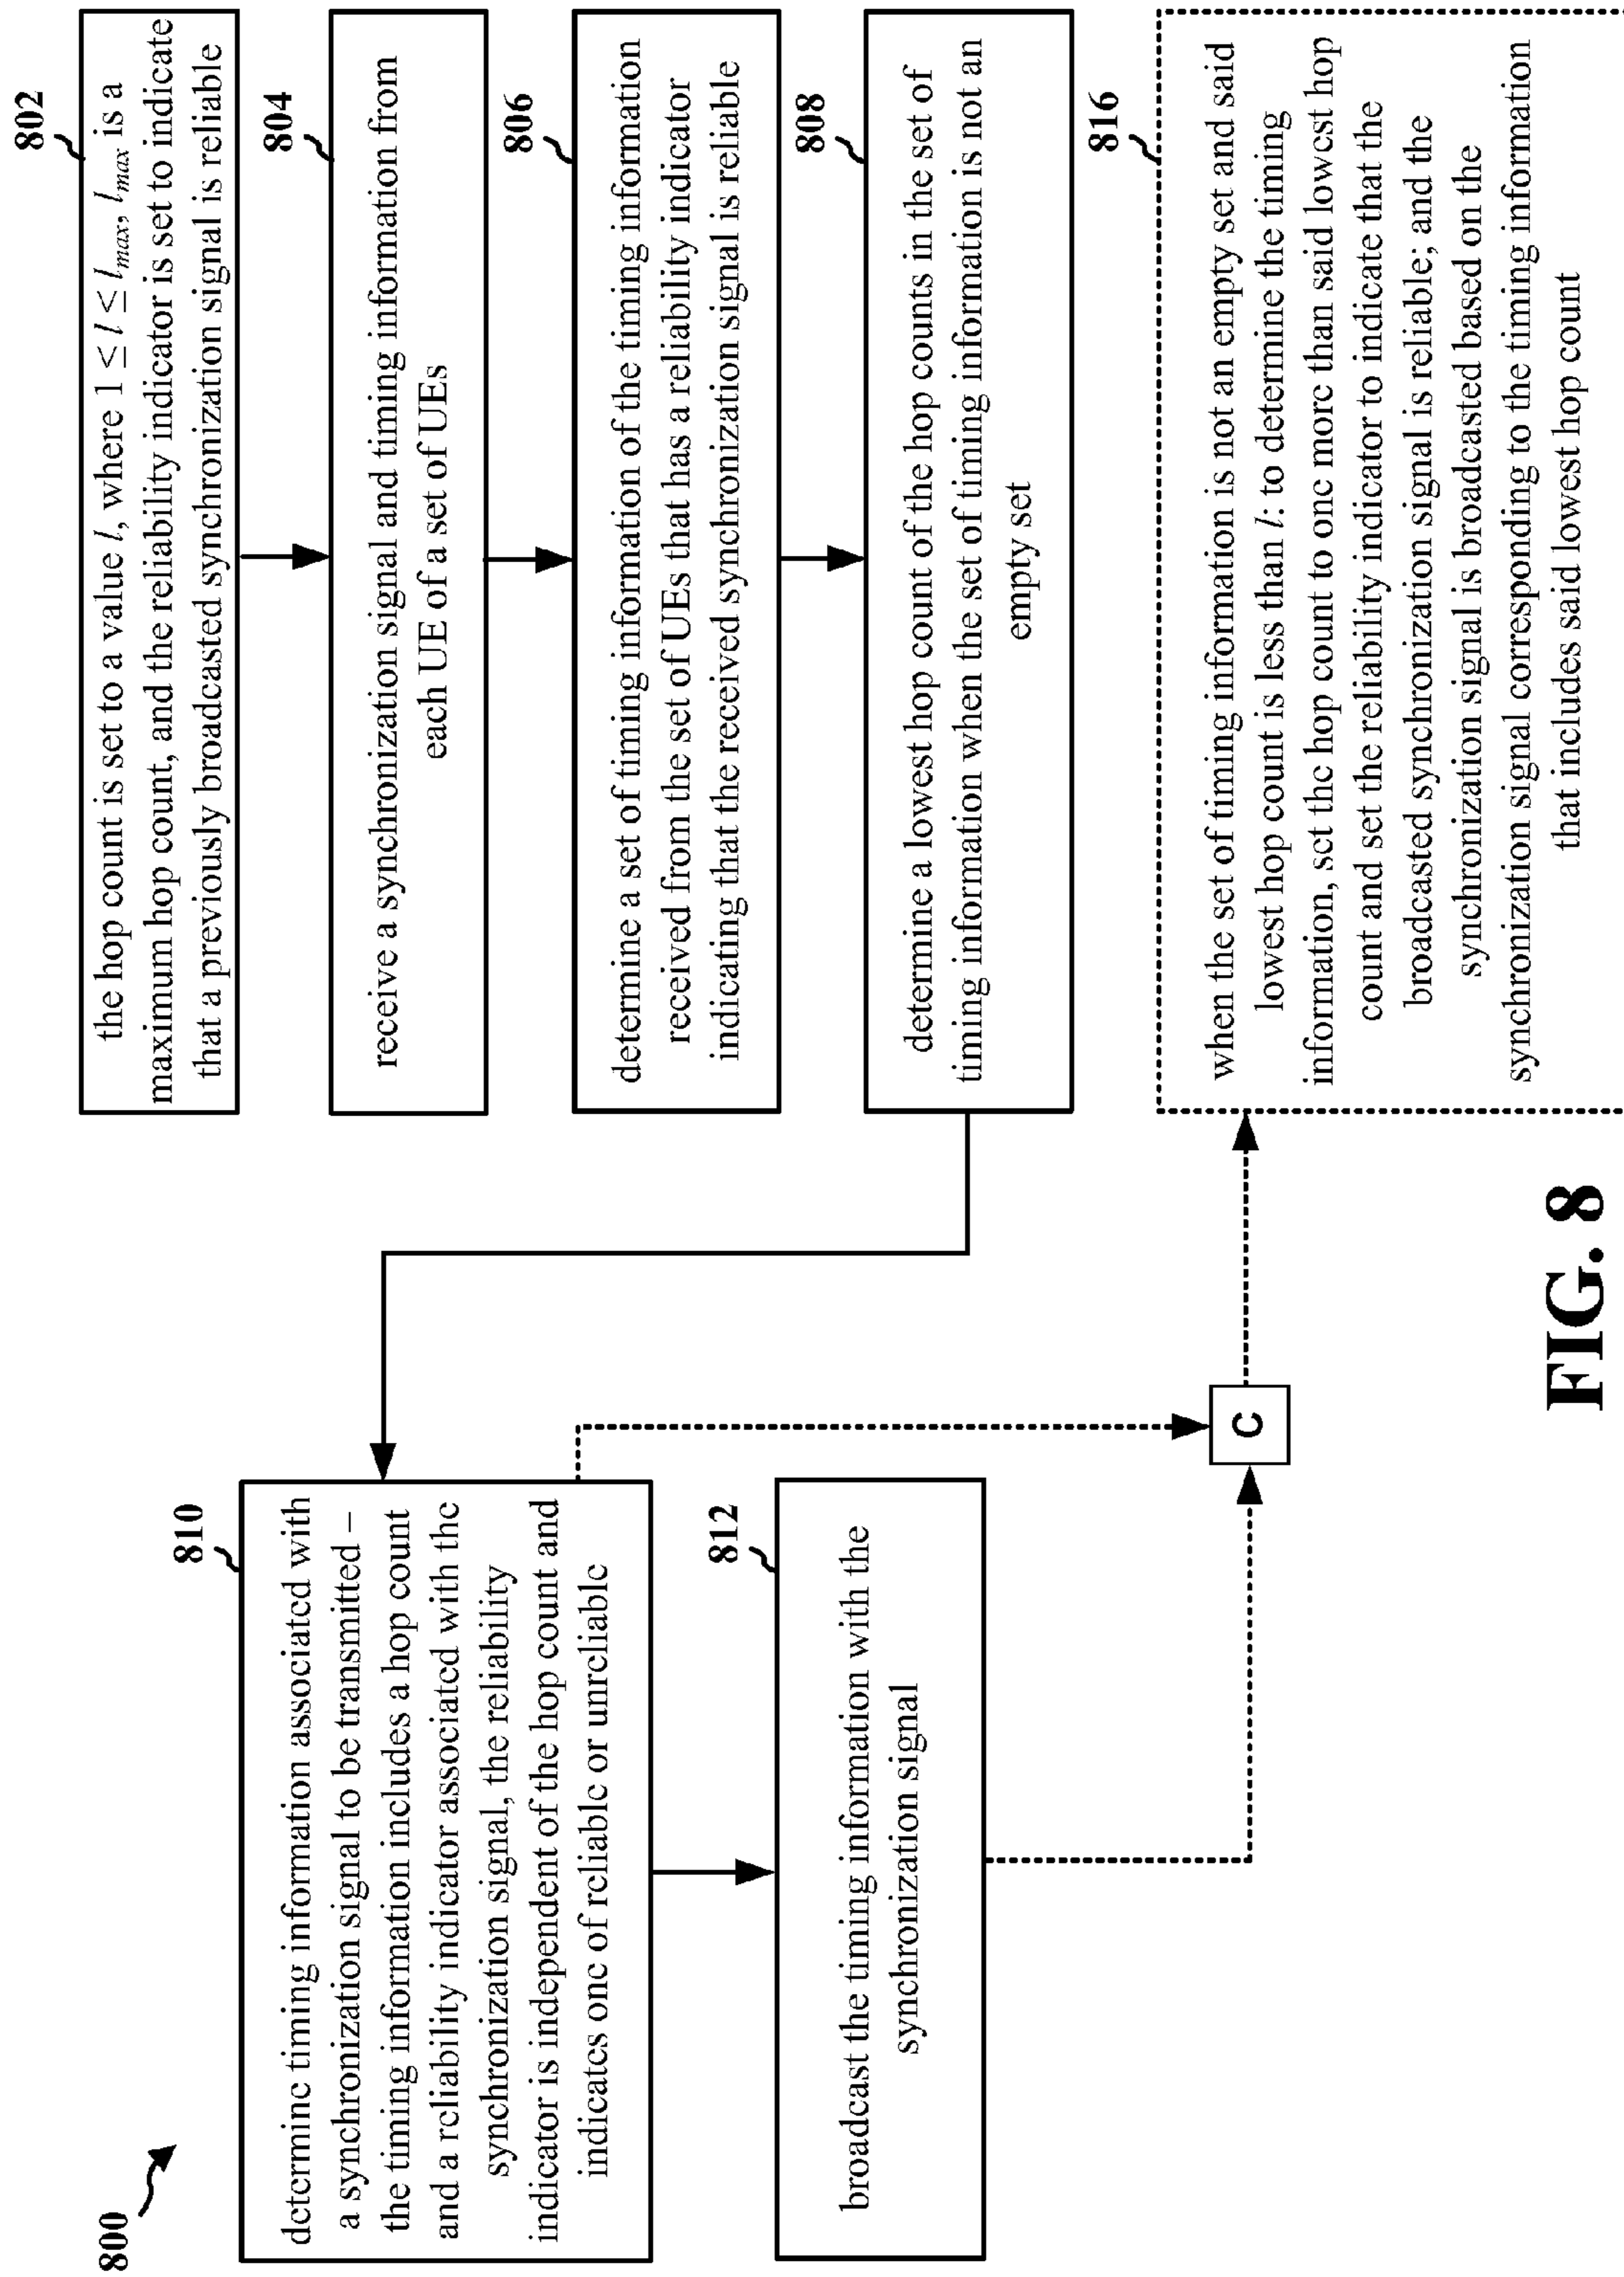 800
802
the hop count is set to a value l, where 1 ≤ l ≤ l_max, l_max is a
maximum hop count, and the reliability indicator is set to indicate
that a previously broadcasted synchronization signal is reliable
804
receive a synchronization signal and timing information from
each UE of a set of UEs
806
determine a set of timing information of the timing information
received from the set of UEs that has a reliability indicator
indicating that the received synchronization signal is reliable
808
determine a lowest hop count of the hop counts in the set of
timing information when the set of timing information is not an
empty set
810
determine timing information associated with
a synchronization signal to be transmitted –
the timing information includes a hop count
and a reliability indicator associated with the
synchronization signal, the reliability
indicator is independent of the hop count and
indicates one of reliable or unreliable
812
broadcast the timing information with the
synchronization signal
C
816
when the set of timing information is not an empty set and said
lowest hop count is less than l: to determine the timing
information, set the hop count to one more than said lowest hop
count and set the reliability indicator to indicate that the
broadcasted synchronization signal is reliable; and the
synchronization signal is broadcasted based on the
synchronization signal corresponding to the timing information
that includes said lowest hop count
FIG. 8